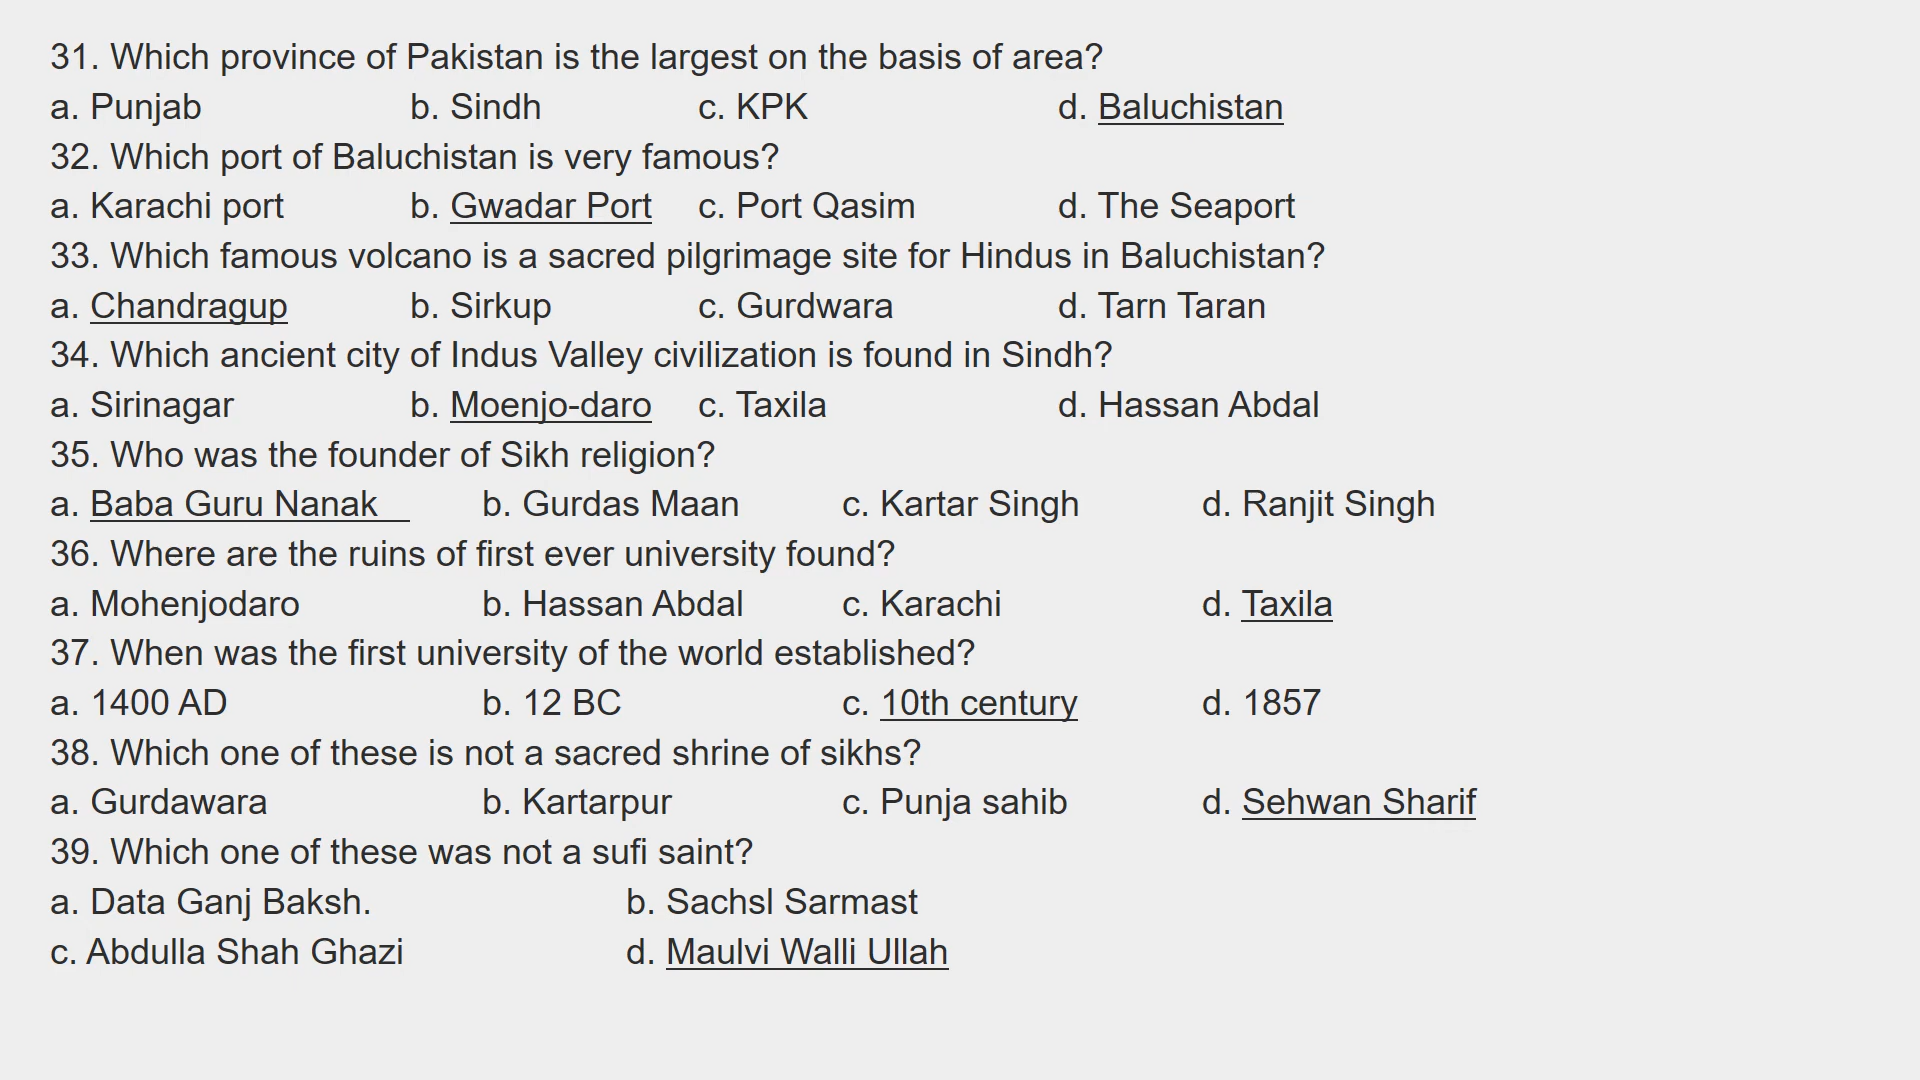 31. Which province of Pakistan is the largest on the basis of area?
a. Punjab b. Sindh c. KPK d. Baluchistan
32. Which port of Baluchistan is very famous?
a. Karachi port b. Gwadar Port c. Port Qasim d. The Seaport
33. Which famous volcano is a sacred pilgrimage site for Hindus in Baluchistan?
a. Chandragup b. Sirkup c. Gurdwara d. Tarn Taran
34. Which ancient city of Indus Valley civilization is found in Sindh?
a. Sirinagar b. Moenjo-daro c. Taxila d. Hassan Abdal
35. Who was the founder of Sikh religion?
a. Baba Guru Nanak b. Gurdas Maan c. Kartar Singh d. Ranjit Singh
36. Where are the ruins of first ever university found?
a. Mohenjodaro b. Hassan Abdal c. Karachi d. Taxila
37. When was the first university of the world established?
a. 1400 AD b. 12 BC c. 10th century d. 1857
38. Which one of these is not a sacred shrine of sikhs?
a. Gurdawara b. Kartarpur c. Punja sahib d. Sehwan Sharif
39. Which one of these was not a sufi saint?
a. Data Ganj Baksh. b. Sachsl Sarmast
c. Abdulla Shah Ghazi d. Maulvi Walli Ullah